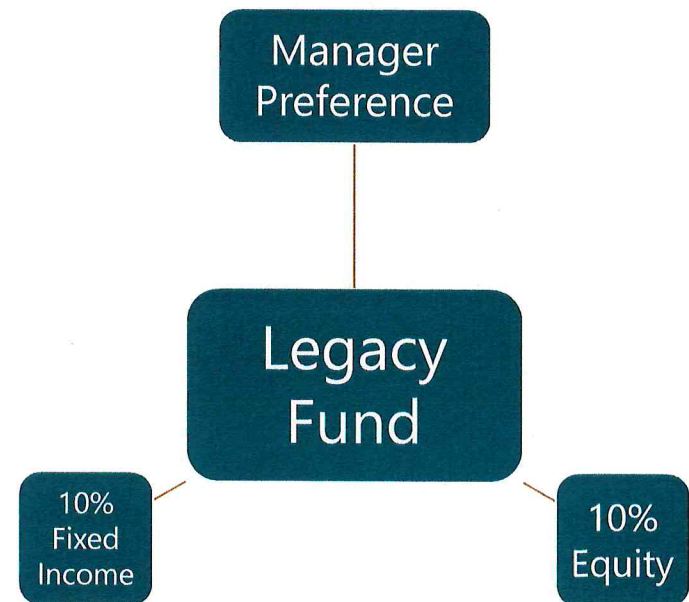 Manager
Preference
Legacy
Fund
10%
Fixed
Income
10%
Equity